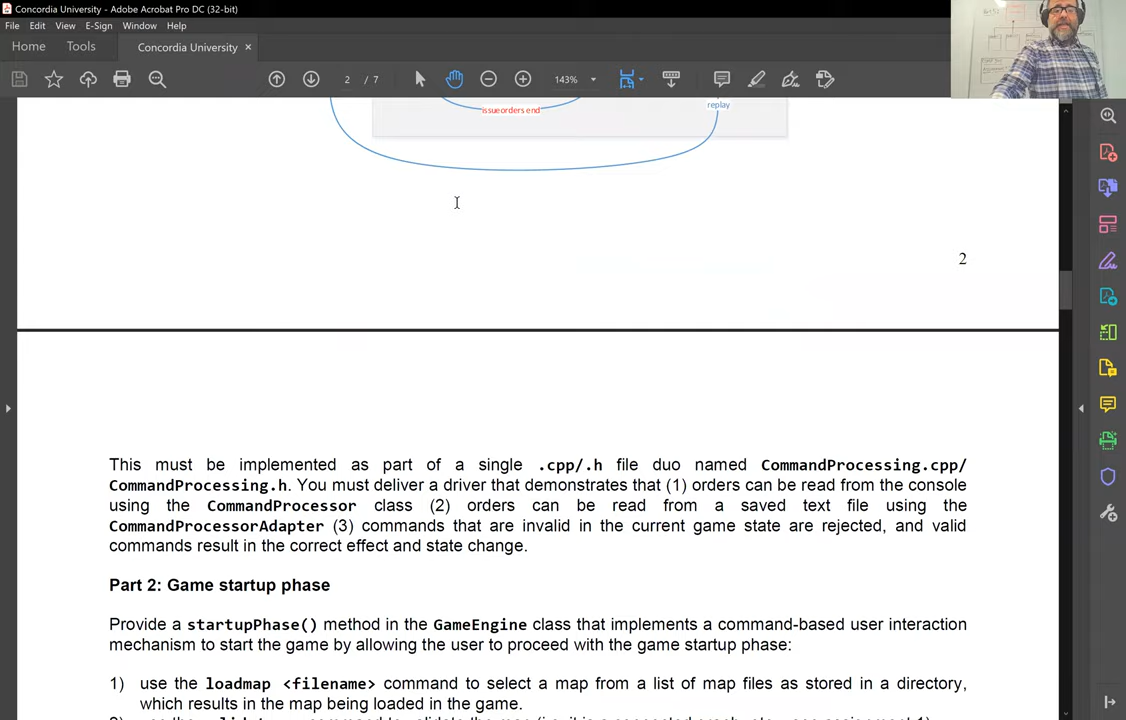 Concordia University - Adobe Acrobat Pro DC (32-bit)
File Edit View E-Sign Window Help
Home Tools Concordia University ×
2 / 7 143%
issueorders end
replay
2
This must be implemented as part of a single .cpp/.h file duo named CommandProcessing.cpp/
CommandProcessing.h. You must deliver a driver that demonstrates that (1) orders can be read from the console
using the CommandProcessor class (2) orders can be read from a saved text file using the
CommandProcessorAdapter (3) commands that are invalid in the current game state are rejected, and valid
commands result in the correct effect and state change.
Part 2: Game startup phase
Provide a startupPhase() method in the GameEngine class that implements a command-based user interaction
mechanism to start the game by allowing the user to proceed with the game startup phase:
1) use the loadmap <filename> command to select a map from a list of map files as stored in a directory,
which results in the map being loaded in the game.